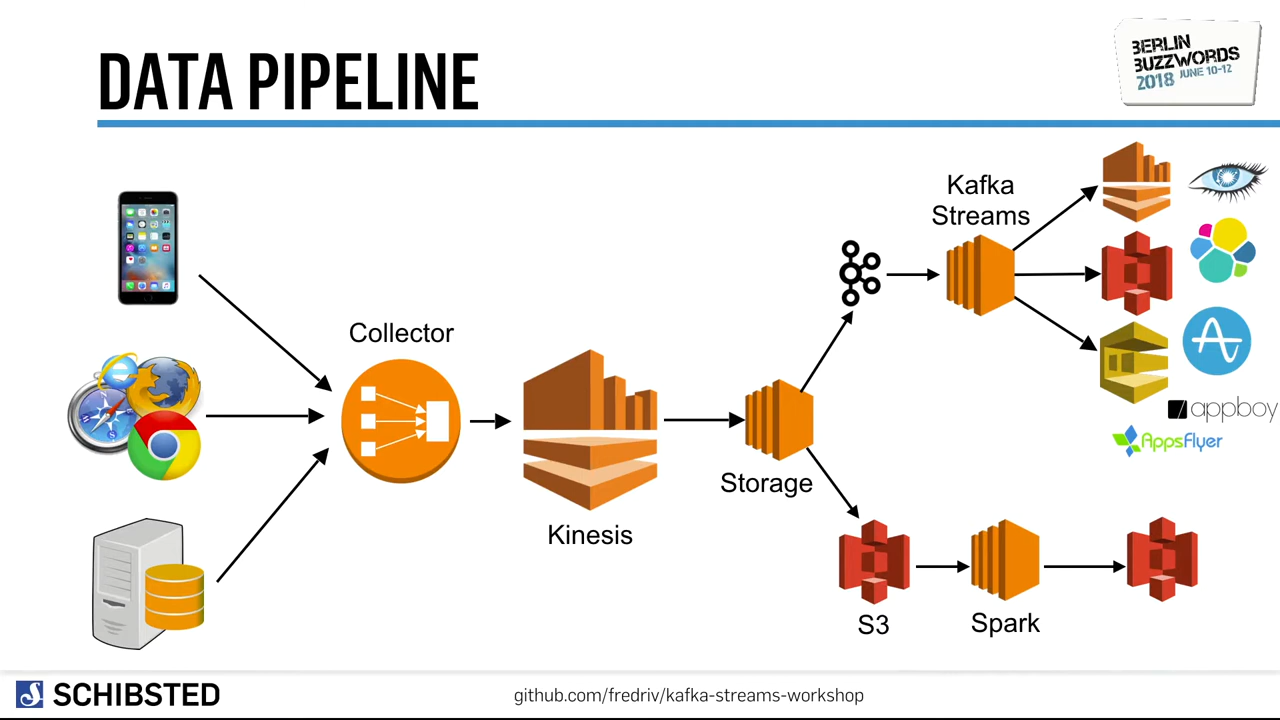 DATA PIPELINE
BERLIN
BUZZWORDS
2018 JUNE 10-12
Kafka
Streams
Collector
Kinesis
Storage
appboy
AppsFlyer
S3
Spark
SCHIBSTED
github.com/fredriv/kafka-streams-workshop